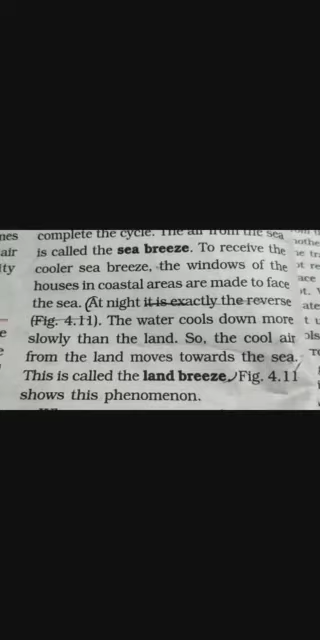 complete the cycle. The air from the sea
is called the sea breeze. To receive the
cooler sea breeze, the windows of the
houses in coastal areas are made to face
the sea. (At night it is exactly the reverse
(Fig. 4.11). The water cools down more
slowly than the land. So, the cool air
from the land moves towards the sea.
This is called the land breeze.) Fig. 4.11
shows this phenomenon.